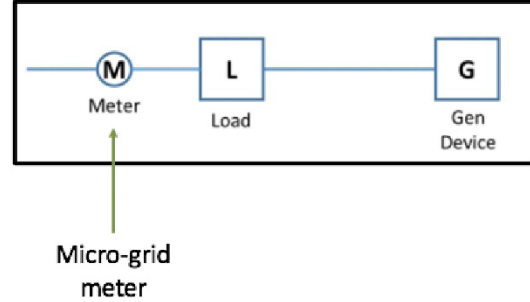 M
L
G
Meter
Load
Gen
Device
Micro-grid
meter